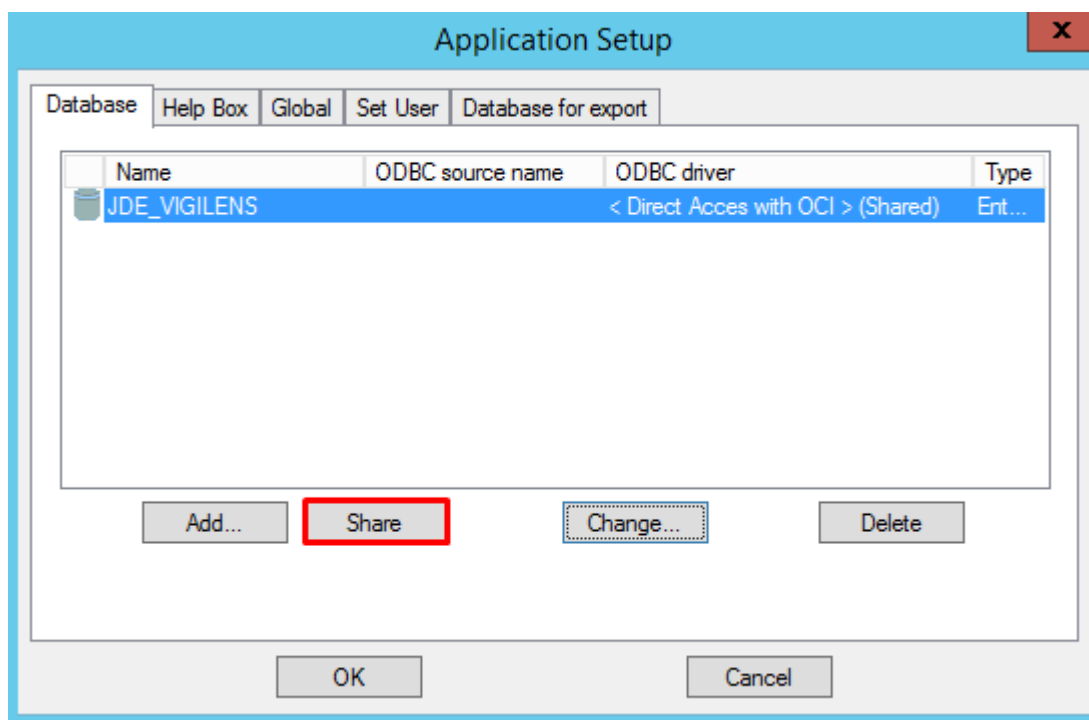 Application Setup
x
Database Help Box Global Set User Database for export
Name ODBC source name ODBC driver Type
JDE_VIGILENS < Direct Acces with OCI > (Shared) Ent...
Add... Share Change... Delete
OK Cancel